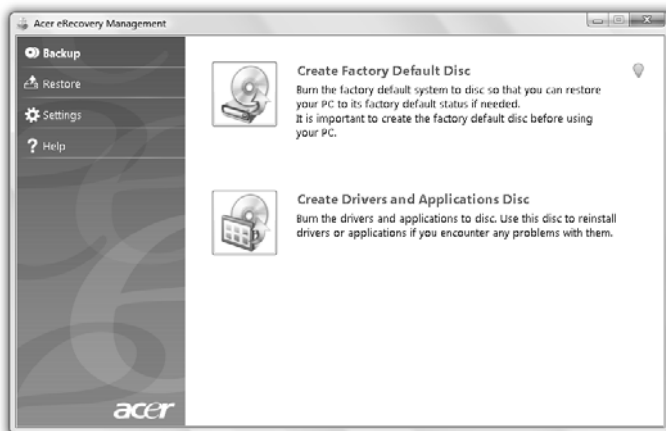 Acer eRecovery Management
Backup
Restore
Settings
? Help
Create Factory Default Disc
Burn the factory default system to disc so that you can restore
your PC to its factory default status if needed.
It is important to create the factory default disc before using
your PC.
Create Drivers and Applications Disc
Burn the drivers and applications to disc. Use this disc to reinstall
drivers or applications if you encounter any problems with them.
acer